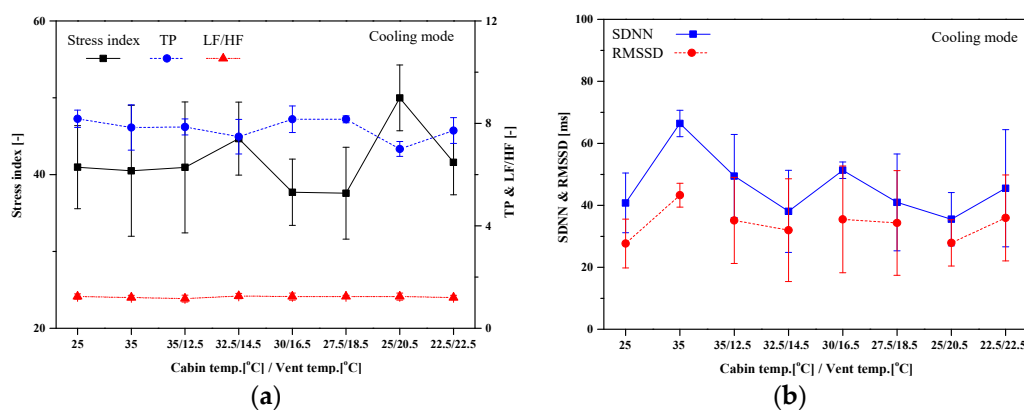 Stress index TP LF/HF Cooling mode
60
50
40
30
20
Stress index [-]
12
8
4
0
TP & LF/HF [-]
25 35 35/12.5 32.5/14.5 30/16.5 27.5/18.5 25/20.5 22.5/22.5
Cabin temp.[°C] / Vent temp.[°C]
(a)
SDNN
RMSSD
Cooling mode
100
80
60
40
20
0
SDNN & RMSSD [ms]
25 35 35/12.5 32.5/14.5 30/16.5 27.5/18.5 25/20.5 22.5/22.5
Cabin temp.[°C] / Vent temp.[°C]
(b)